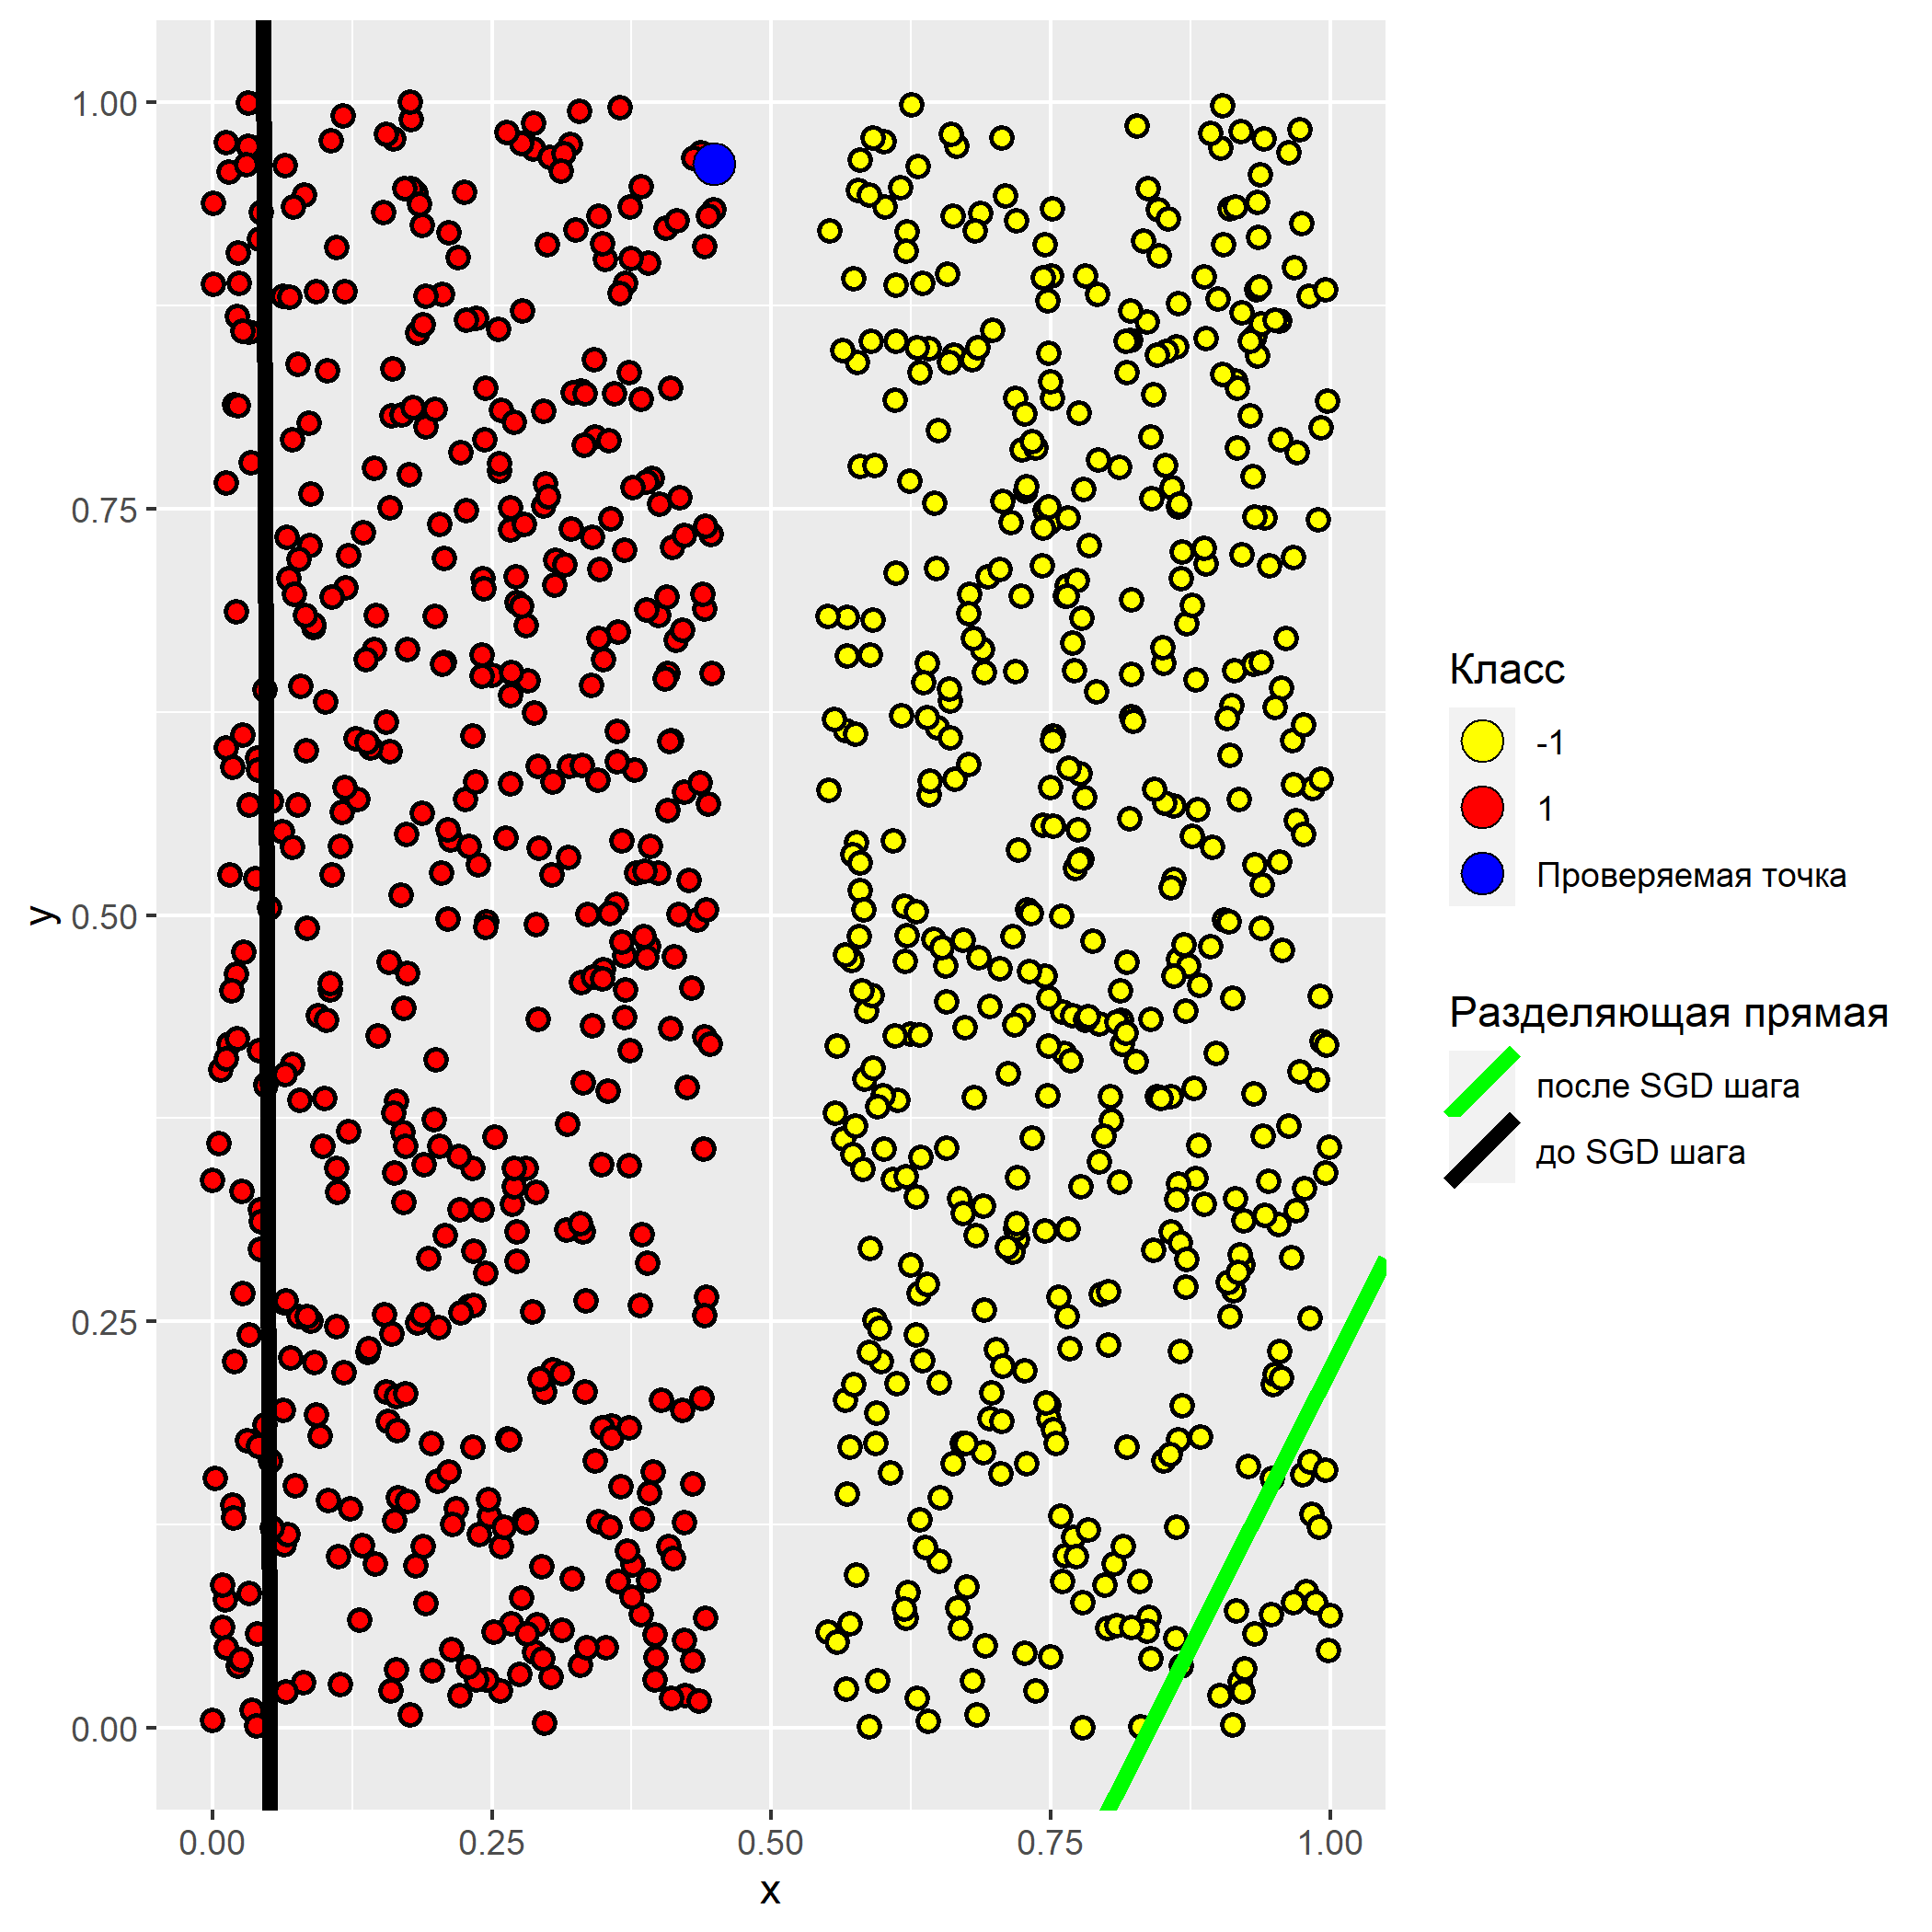 1.00
0.75
0.50
0.25
0.00
y
0.00 0.25 0.50 0.75 1.00
x
Класс
-1
1
Проверяемая точка
Разделяющая прямая
после SGD шага
до SGD шага